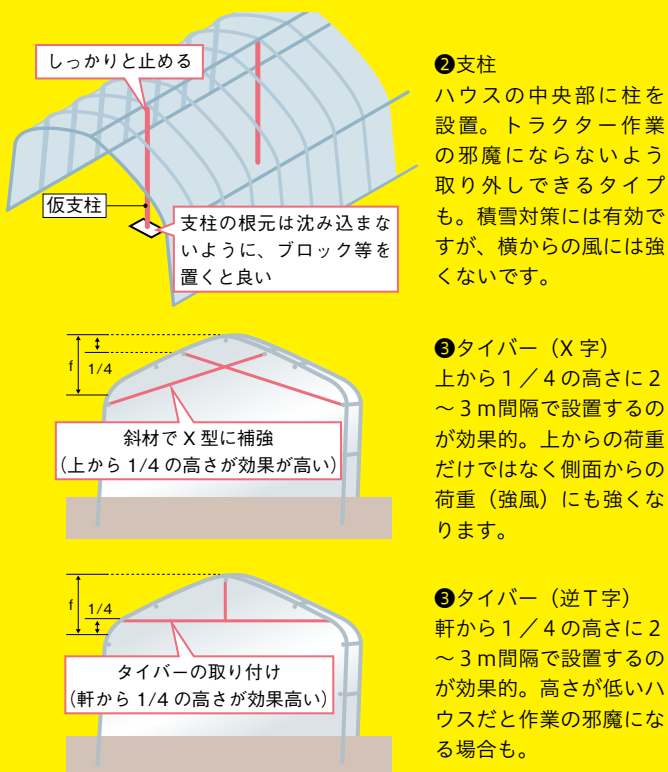 しっかりと止める
仮支柱
支柱の根元は沈み込まな
いように、ブロック等を
置くと良い
❷支柱
ハウスの中央部に柱を
設置。トラクター作業
の邪魔にならないよう
取り外しできるタイプ
も。積雪対策には有効で
すが、横からの風には強
くないです。
f
1/4
斜材でX型に補強
(上から1/4の高さが効果が高い)
❸タイバー（X字）
上から１／４の高さに２
～３ｍ間隔で設置するの
が効果的。上からの荷重
だけではなく側面からの
荷重（強風）にも強くな
ります。
f
1/4
タイバーの取り付け
(軒から1/4の高さが効果高い)
❸タイバー（逆Ｔ字）
軒から１／４の高さに２
～３ｍ間隔で設置するの
が効果的。高さが低いハ
ウスだと作業の邪魔にな
る場合も。